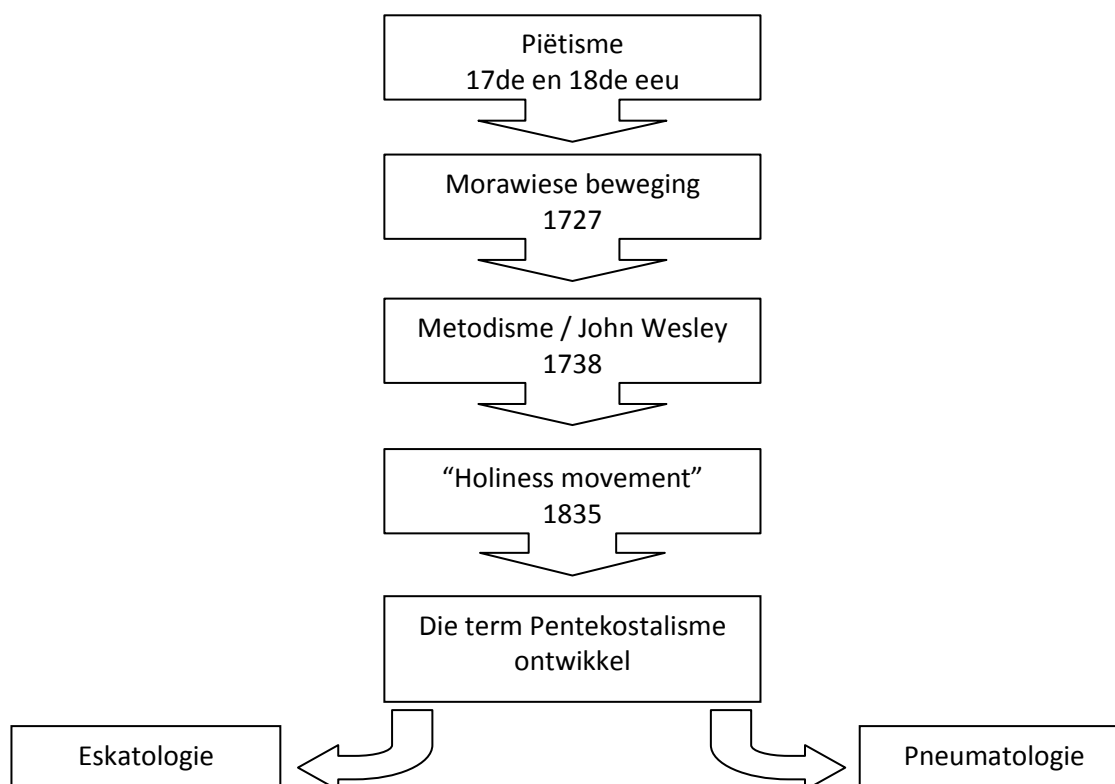 Piëtisme
17de en 18de eeu
Morawiese beweging
1727
Metodisme / John Wesley
1738
“Holiness movement”
1835
Die term Pentekostalisme
ontwikkel
Eskatologie
Pneumatologie